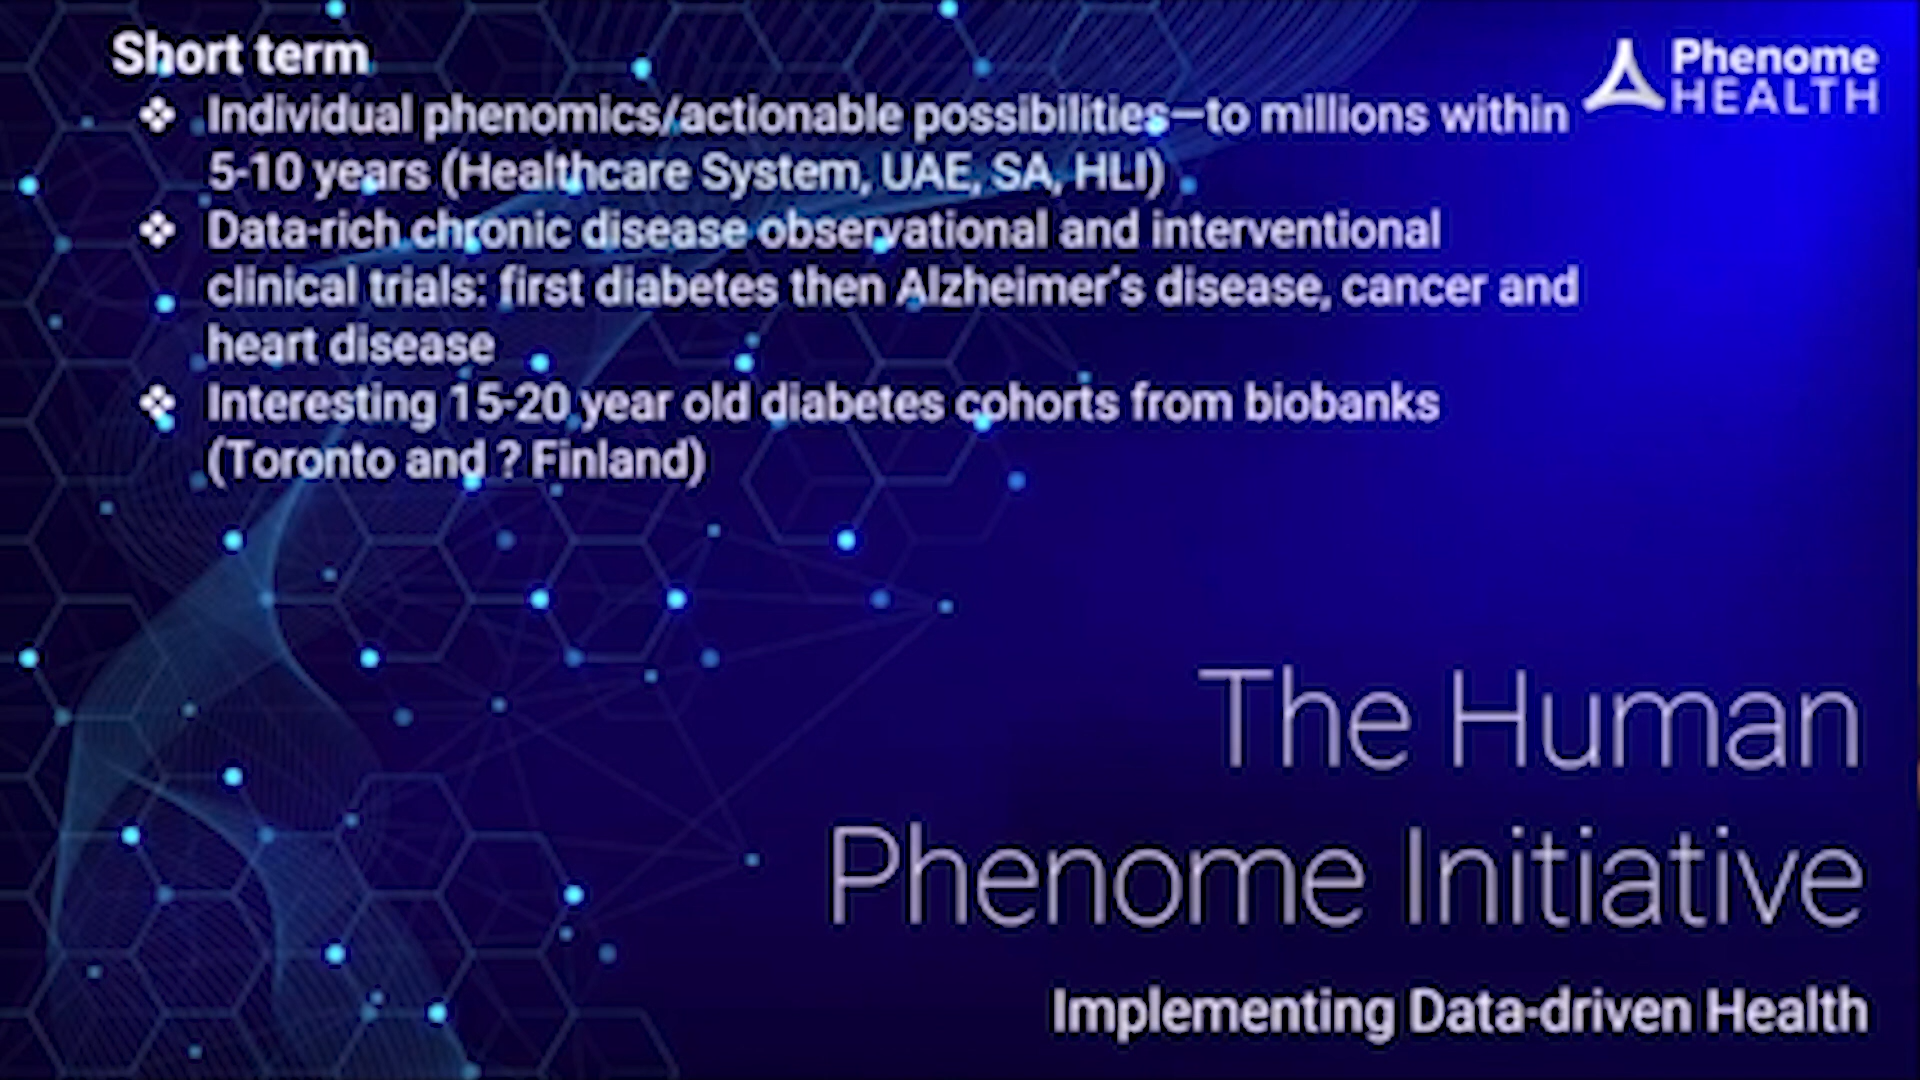 Short term
Phenome
HEALTH
❖ Individual phenomics/actionable possibilities—to millions within
5-10 years (Healthcare System, UAE, SA, HLI)
❖ Data-rich chronic disease observational and interventional
clinical trials: first diabetes then Alzheimer's disease, cancer and
heart disease
❖ Interesting 15-20 year old diabetes cohorts from biobanks
(Toronto and ? Finland)
The Human
Phenome Initiative
Implementing Data-driven Health